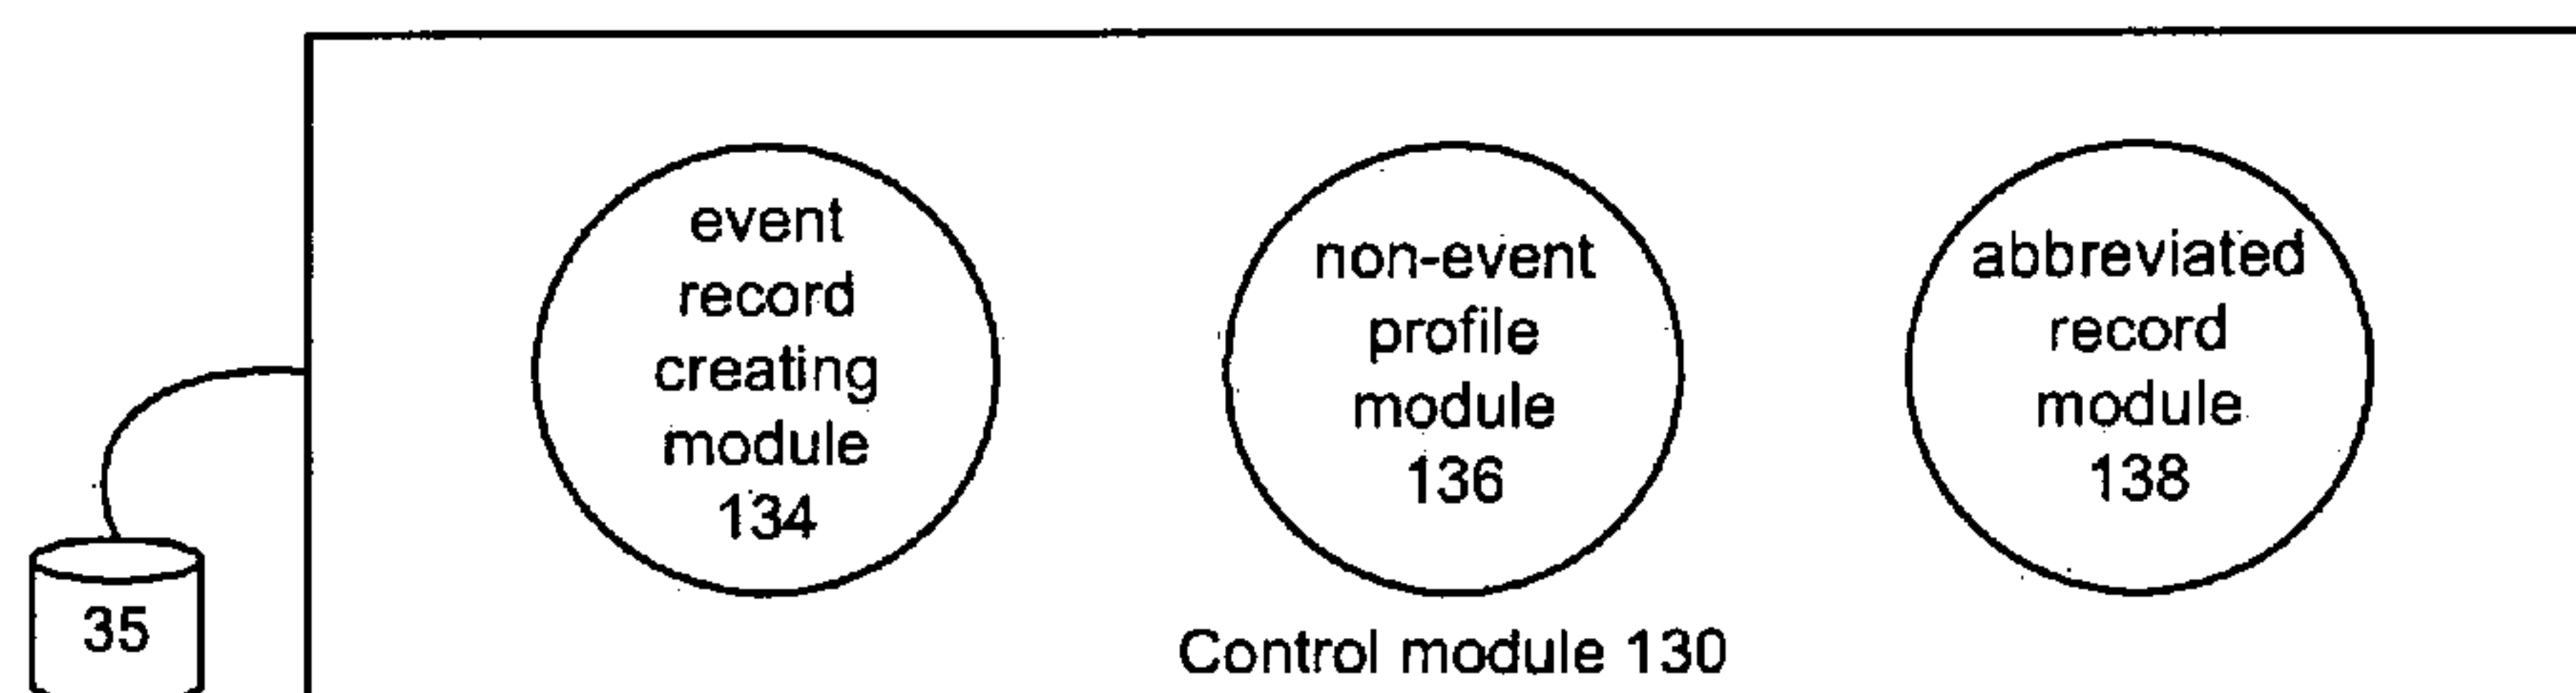 event
record
creating
module
134
non-event
profile
module
136
abbreviated
record
module
138
35
Control module 130